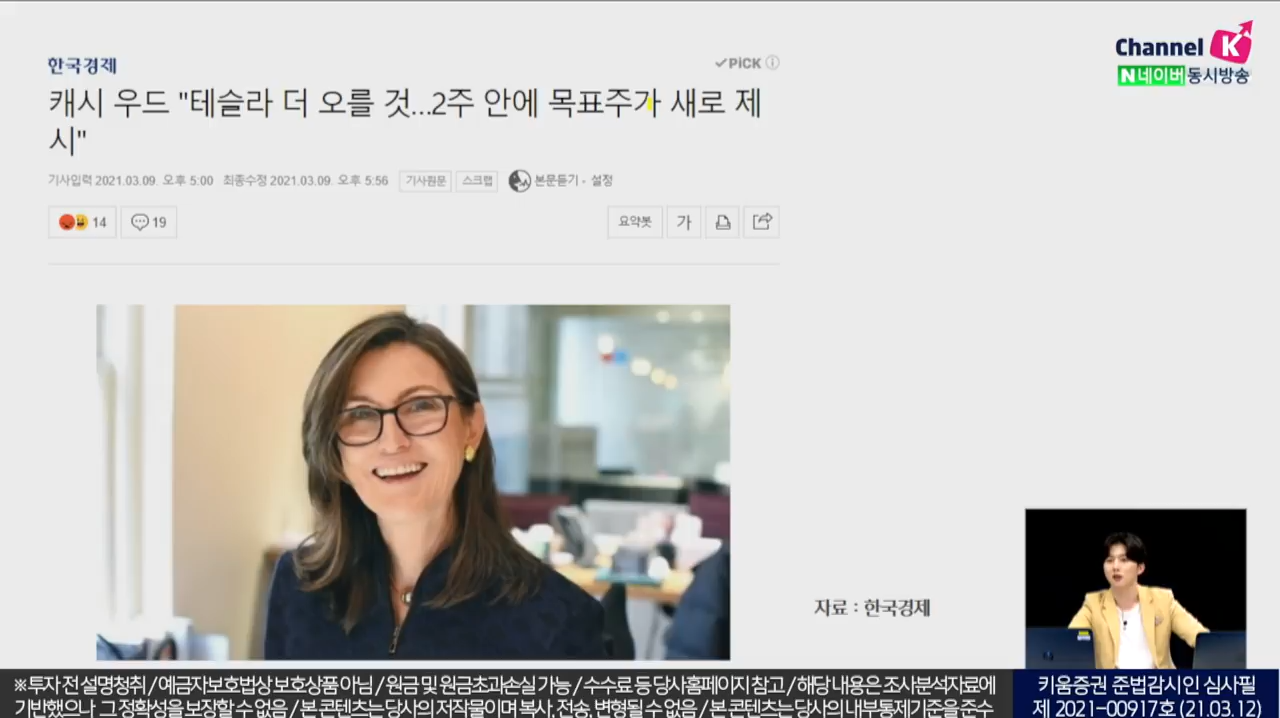 Channel K
N 네이버 동시방송
한국경제
✓PiCK ⓘ
캐시 우드 "테슬라 더 오를 것...2주 안에 목표주가 새로 제
시"
기사입력 2021.03.09. 오후 5:00 최종수정 2021.03.09. 오후 5:56 기사원문 스크랩 본문듣기 · 설정
14 19 요약봇 가
자료 : 한국경제
※투자 전 설명청취 / 예금자보호법상 보호상품 아님 / 원금 및 원금초과손실 가능 / 수수료 등 당사홈페이지 참고 / 해당 내용은 조사분석자료에
기반했으나 그 정확성을 보장할 수 없음 / 본 콘텐츠는 당사의 저작물이며 복사, 전송, 변형될 수 없음 / 본 콘텐츠는 당사의 내부통제기준을 준수
키움증권 준법감시인 심사필
제 2021-00917호 (21.03.12)